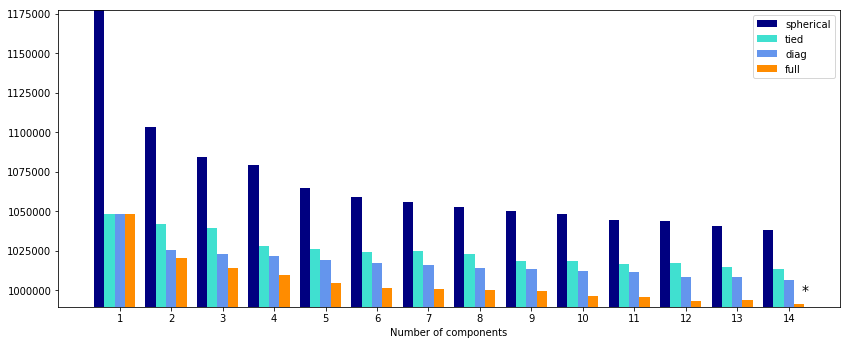 1175000
1150000
1125000
1100000
1075000
1050000
1025000
1000000
spherical
tied
diag
full
*
1 2 3 4 5 6 7 8 9 10 11 12 13 14
Number of components